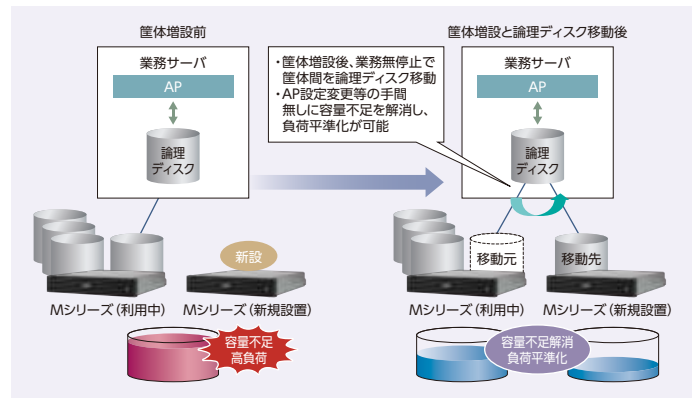 筐体増設前
業務サーバ
AP
論理
ディスク
新設
Mシリーズ（利用中）
Mシリーズ（新規設置）
容量不足
高負荷
・筐体増設後、業務無停止で
筐体間を論理ディスク移動
・AP設定変更等の手間
無しに容量不足を解消し、
負荷平準化が可能
筐体増設と論理ディスク移動後
業務サーバ
AP
論理
ディスク
移動元
移動先
Mシリーズ（利用中）
Mシリーズ（新規設置）
容量不足解消
負荷平準化